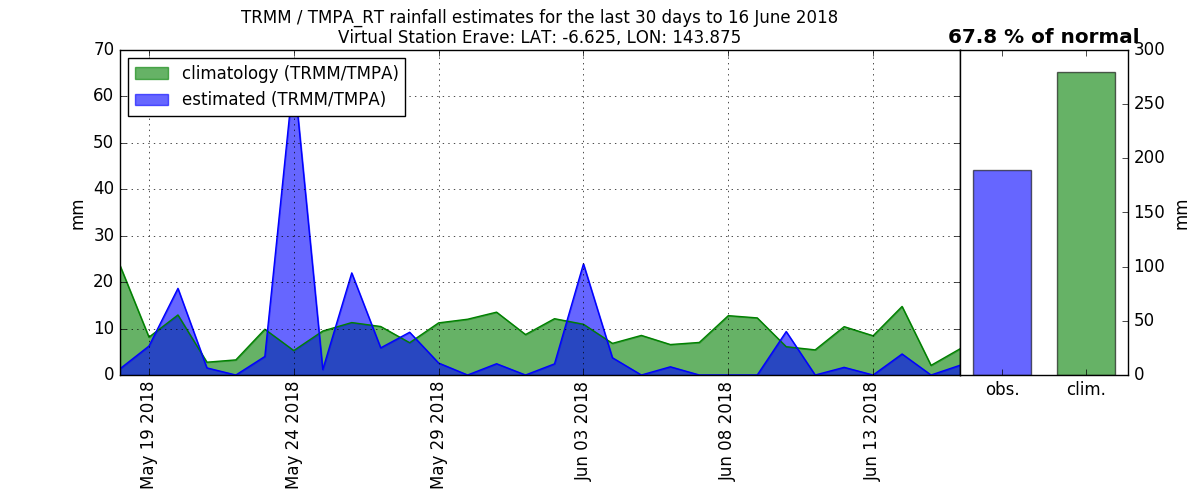 TRMM / TMPA_RT rainfall estimates for the last 30 days to 16 June 2018
Virtual Station Erave: LAT: -6.625, LON: 143.875
67.8 % of normal
climatology (TRMM/TMPA)
estimated (TRMM/TMPA)
70
60
50
40
30
20
10
0
mm
May 19 2018
May 24 2018
May 29 2018
Jun 03 2018
Jun 08 2018
Jun 13 2018
300
250
200
150
100
50
0
mm
obs.
clim.